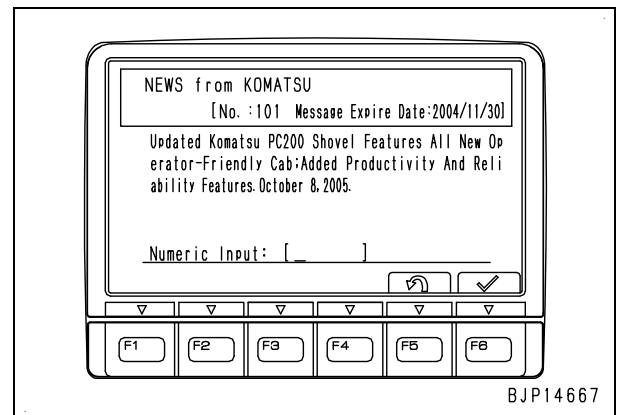 NEWS from KOMATSU
[No. :101 Message Expire Date:2004/11/30]
Updated Komatsu PC200 Shovel Features All New Op
erator-Friendly Cab;Added Productivity And Reli
ability Features. October 8, 2005.
Numeric Input: [_ ]
F1 F2 F3 F4 F5 F6
BJP14667